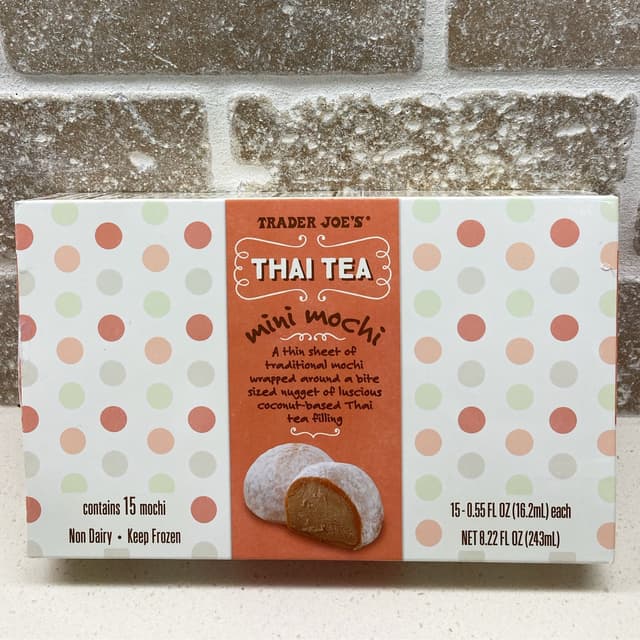 TRADER JOE'S®
THAI TEA
mini mochi
A thin sheet of
traditional mochi
wrapped around a bite
sized nugget of luscious
coconut-based Thai
tea filling
contains 15 mochi
Non Dairy • Keep Frozen
15 - 0.55 FL OZ (16.2mL) each
NET 8.22 FL OZ (243mL)